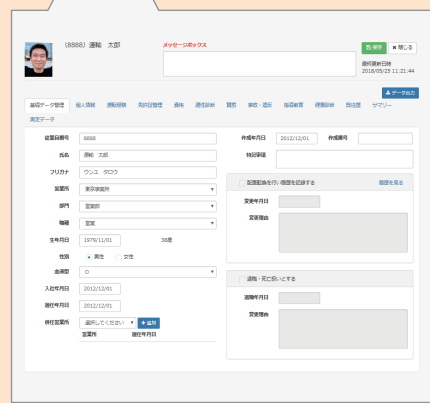 (8888) 運輸 太郎
メッセージボックス
保存
× 閉じる
最終更新日時
2018/05/25 11:21:44
データ出力
基礎データ管理 個人情報 運転経験 免許証管理 資格 適性診断 賞罰 事故・違反 指導教育 健康診断 既往歴 サマリー
測定データ
従業員番号 8888
作成年月日 2012/12/01 作成番号
氏名 運輸 太郎
特記事項
フリガナ ウンユ タロウ
営業所 東京営業所
配置転換を行い履歴を記録する 履歴を見る
部門 営業部
変更年月日
職種 営業
変更理由
生年月日 1979/11/01 38歳
性別 男性 女性
血液型 O
退職・死亡扱いとする
入社年月日 2012/12/01
退職年月日
選任年月日 2012/12/01
変更理由
併任営業所 選択してください + 追加
営業所 選任年月日